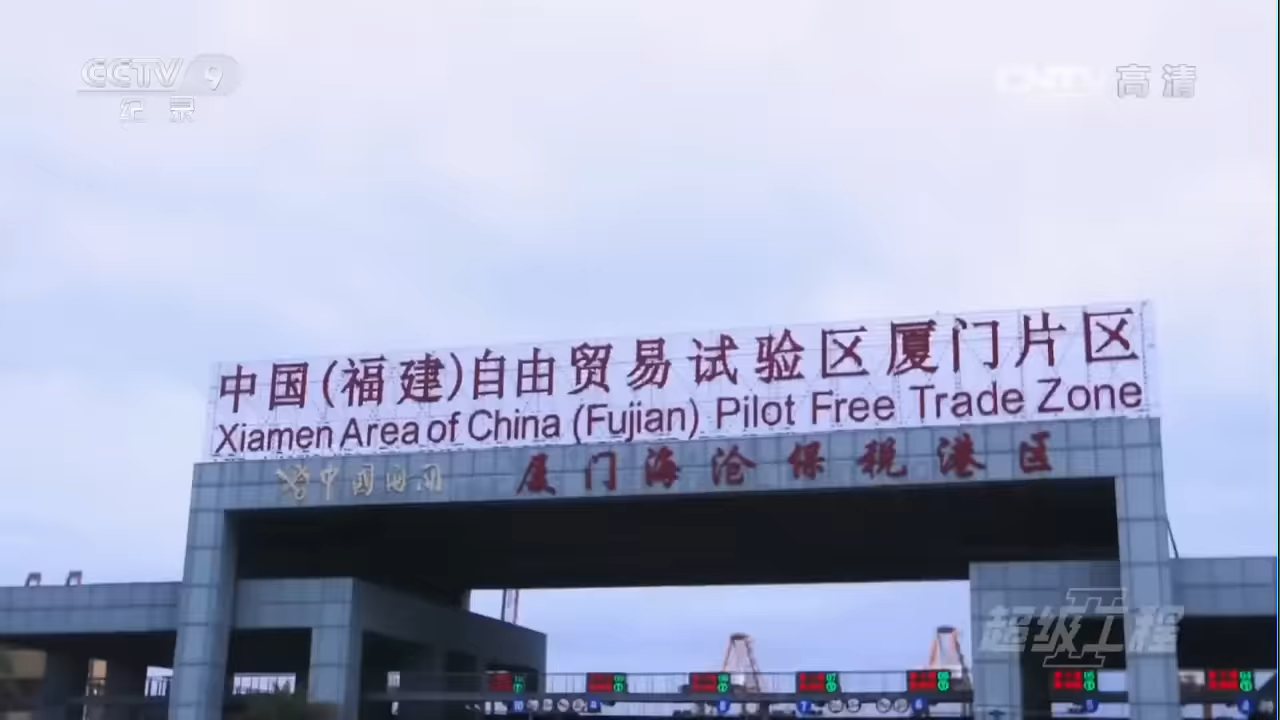 CCTV 9
纪录
CNTV 高清
中国(福建)自由贸易试验区厦门片区
Xiamen Area of China (Fujian) Pilot Free Trade Zone
中国海关
厦门海沧保税港区
超级工程
III